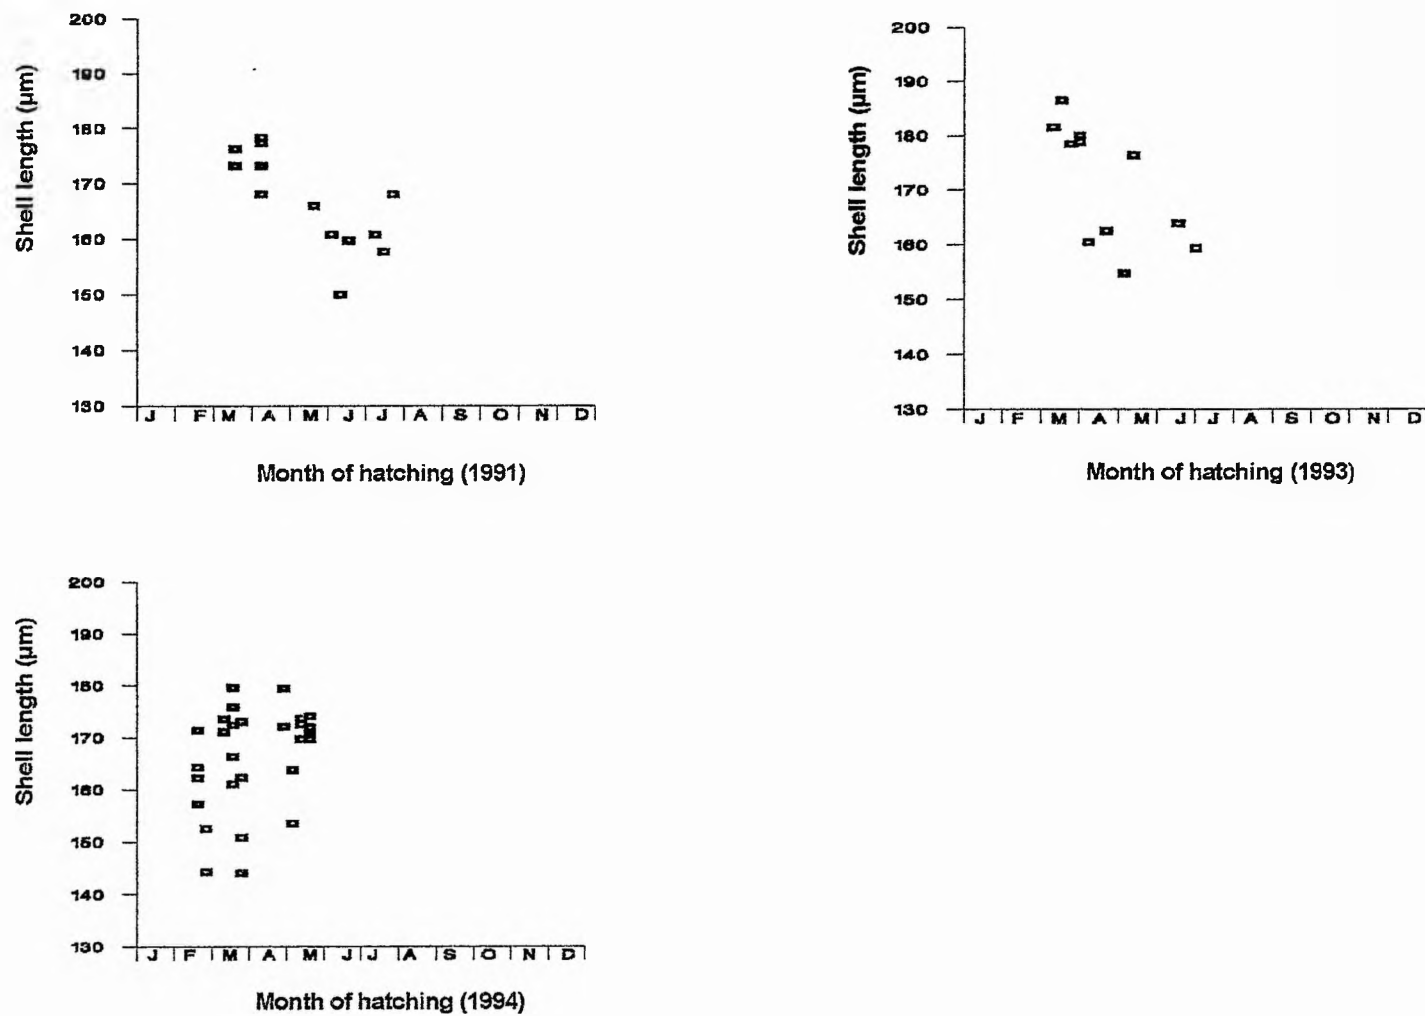 200
190
180
170
160
150
140
130
Shell length (µm)
J F M A M J J A S O N D
Month of hatching (1991)
200
190
180
170
160
150
140
130
Shell length (µm)
J F M A M J J A S O N D
Month of hatching (1993)
200
190
180
170
160
150
140
130
Shell length (µm)
J F M A M J J A S O N D
Month of hatching (1994)